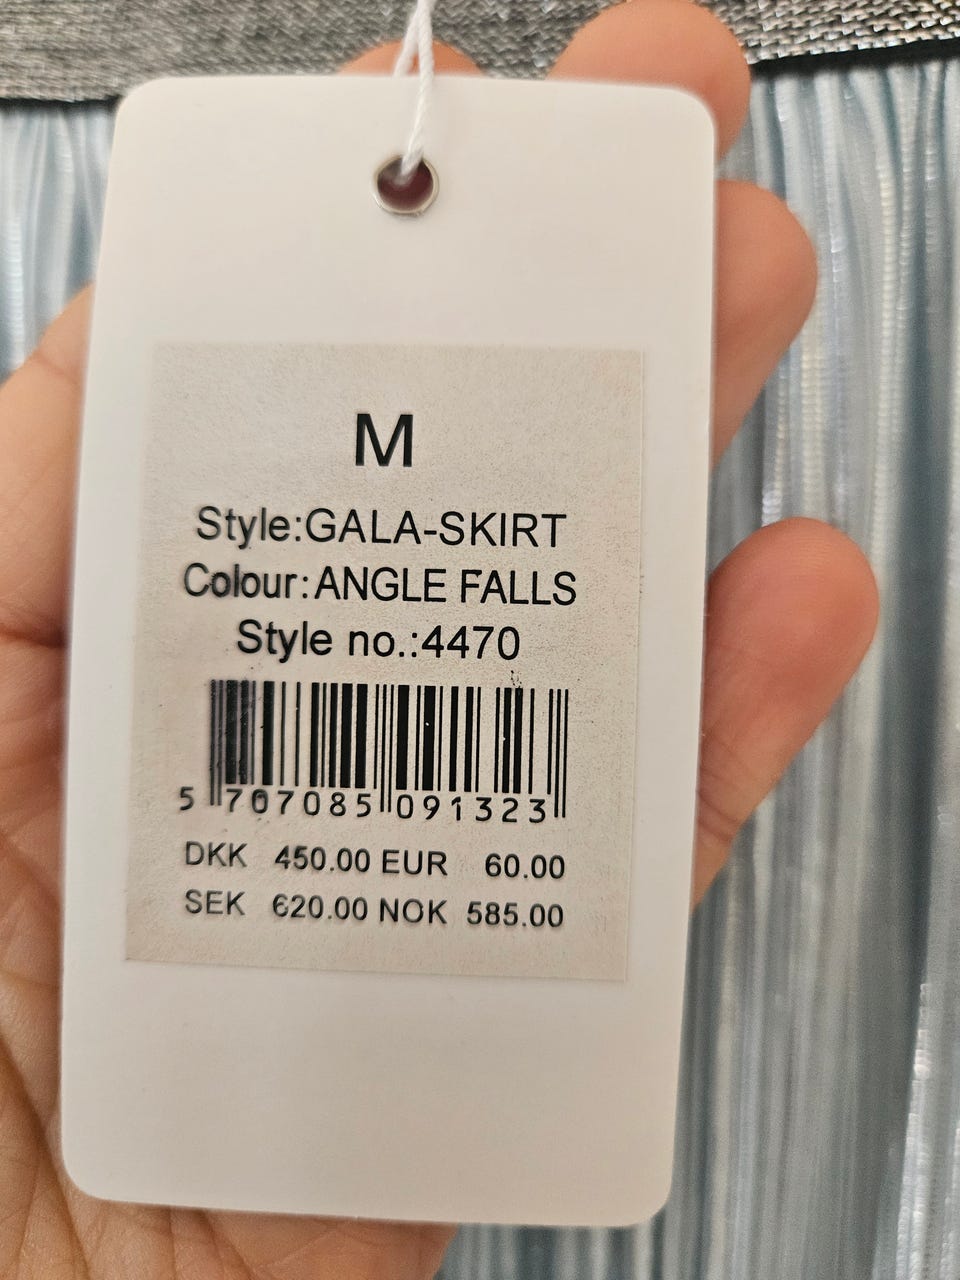 M
Style:GALA-SKIRT
Colour:ANGLE FALLS
Style no.:4470
5 707085 091323
DKK 450.00 EUR 60.00
SEK 620.00 NOK 585.00